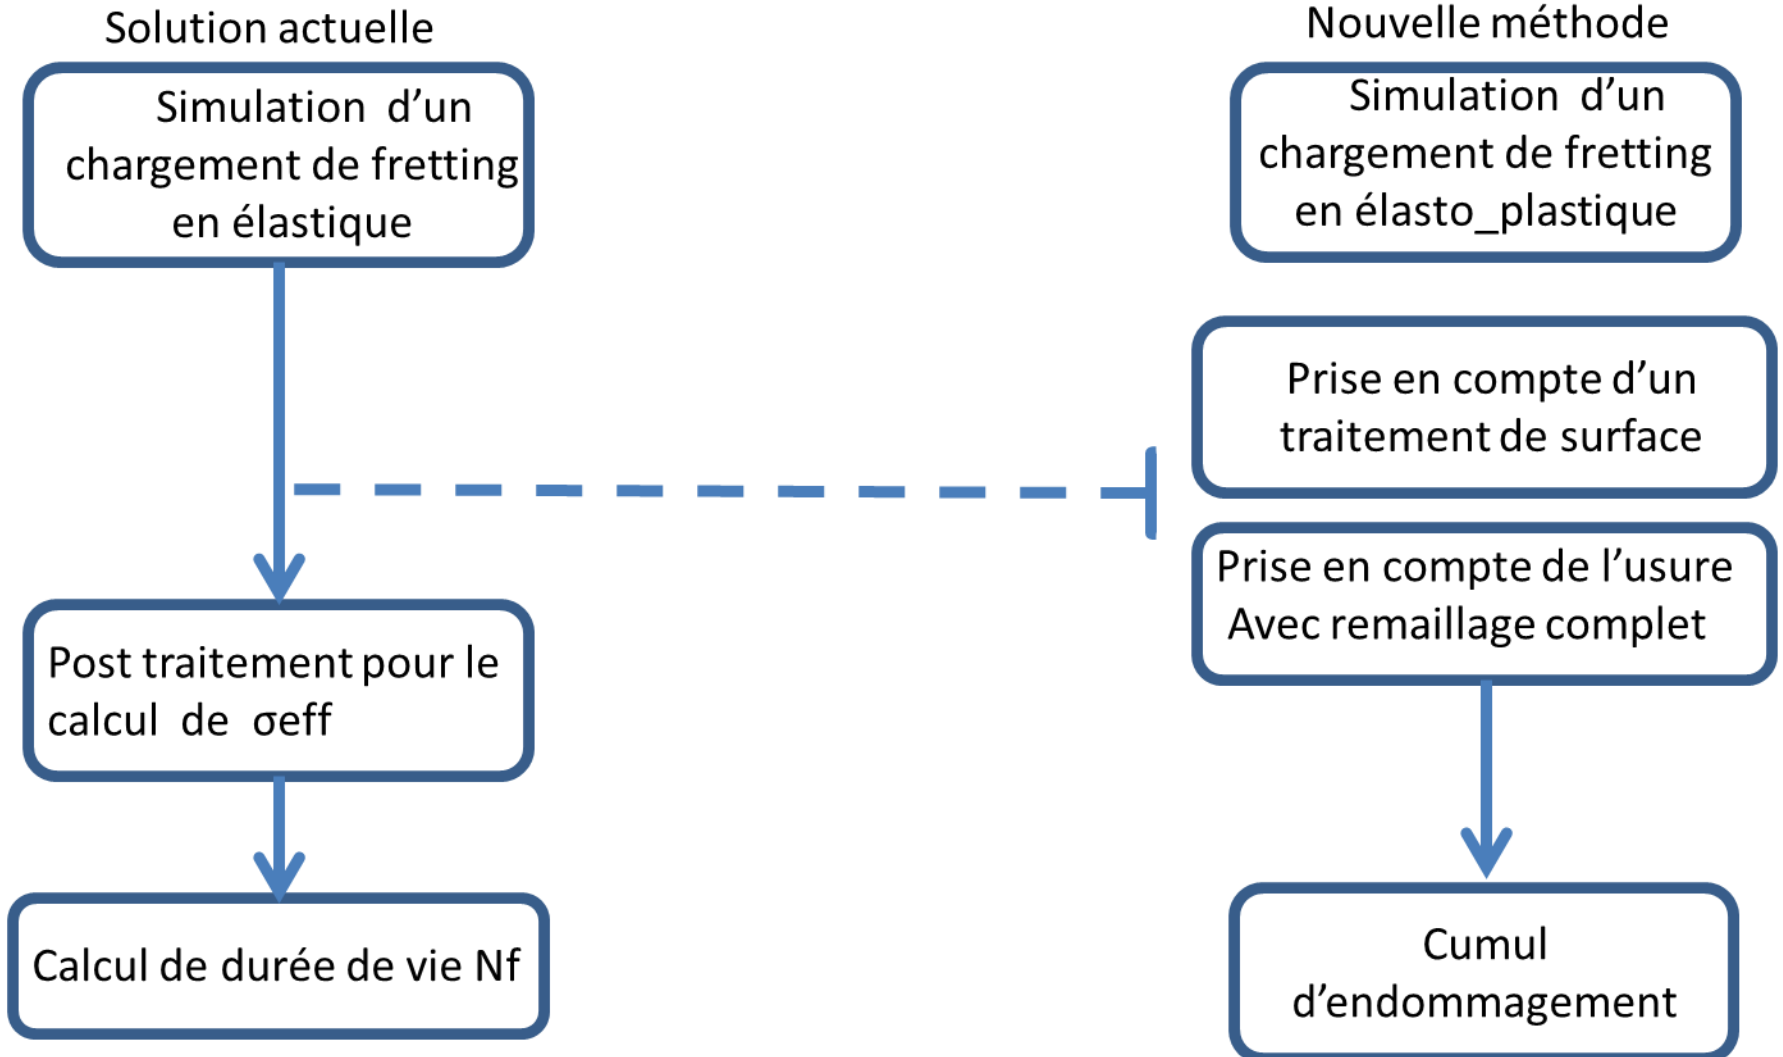 Solution actuelle
Simulation d'un
chargement de fretting
en élastique
Post traitement pour le
calcul de σeff
Calcul de durée de vie Nf
Nouvelle méthode
Simulation d'un
chargement de fretting
en élasto_plastique
Prise en compte d'un
traitement de surface
Prise en compte de l'usure
Avec remaillage complet
Cumul
d'endommagement